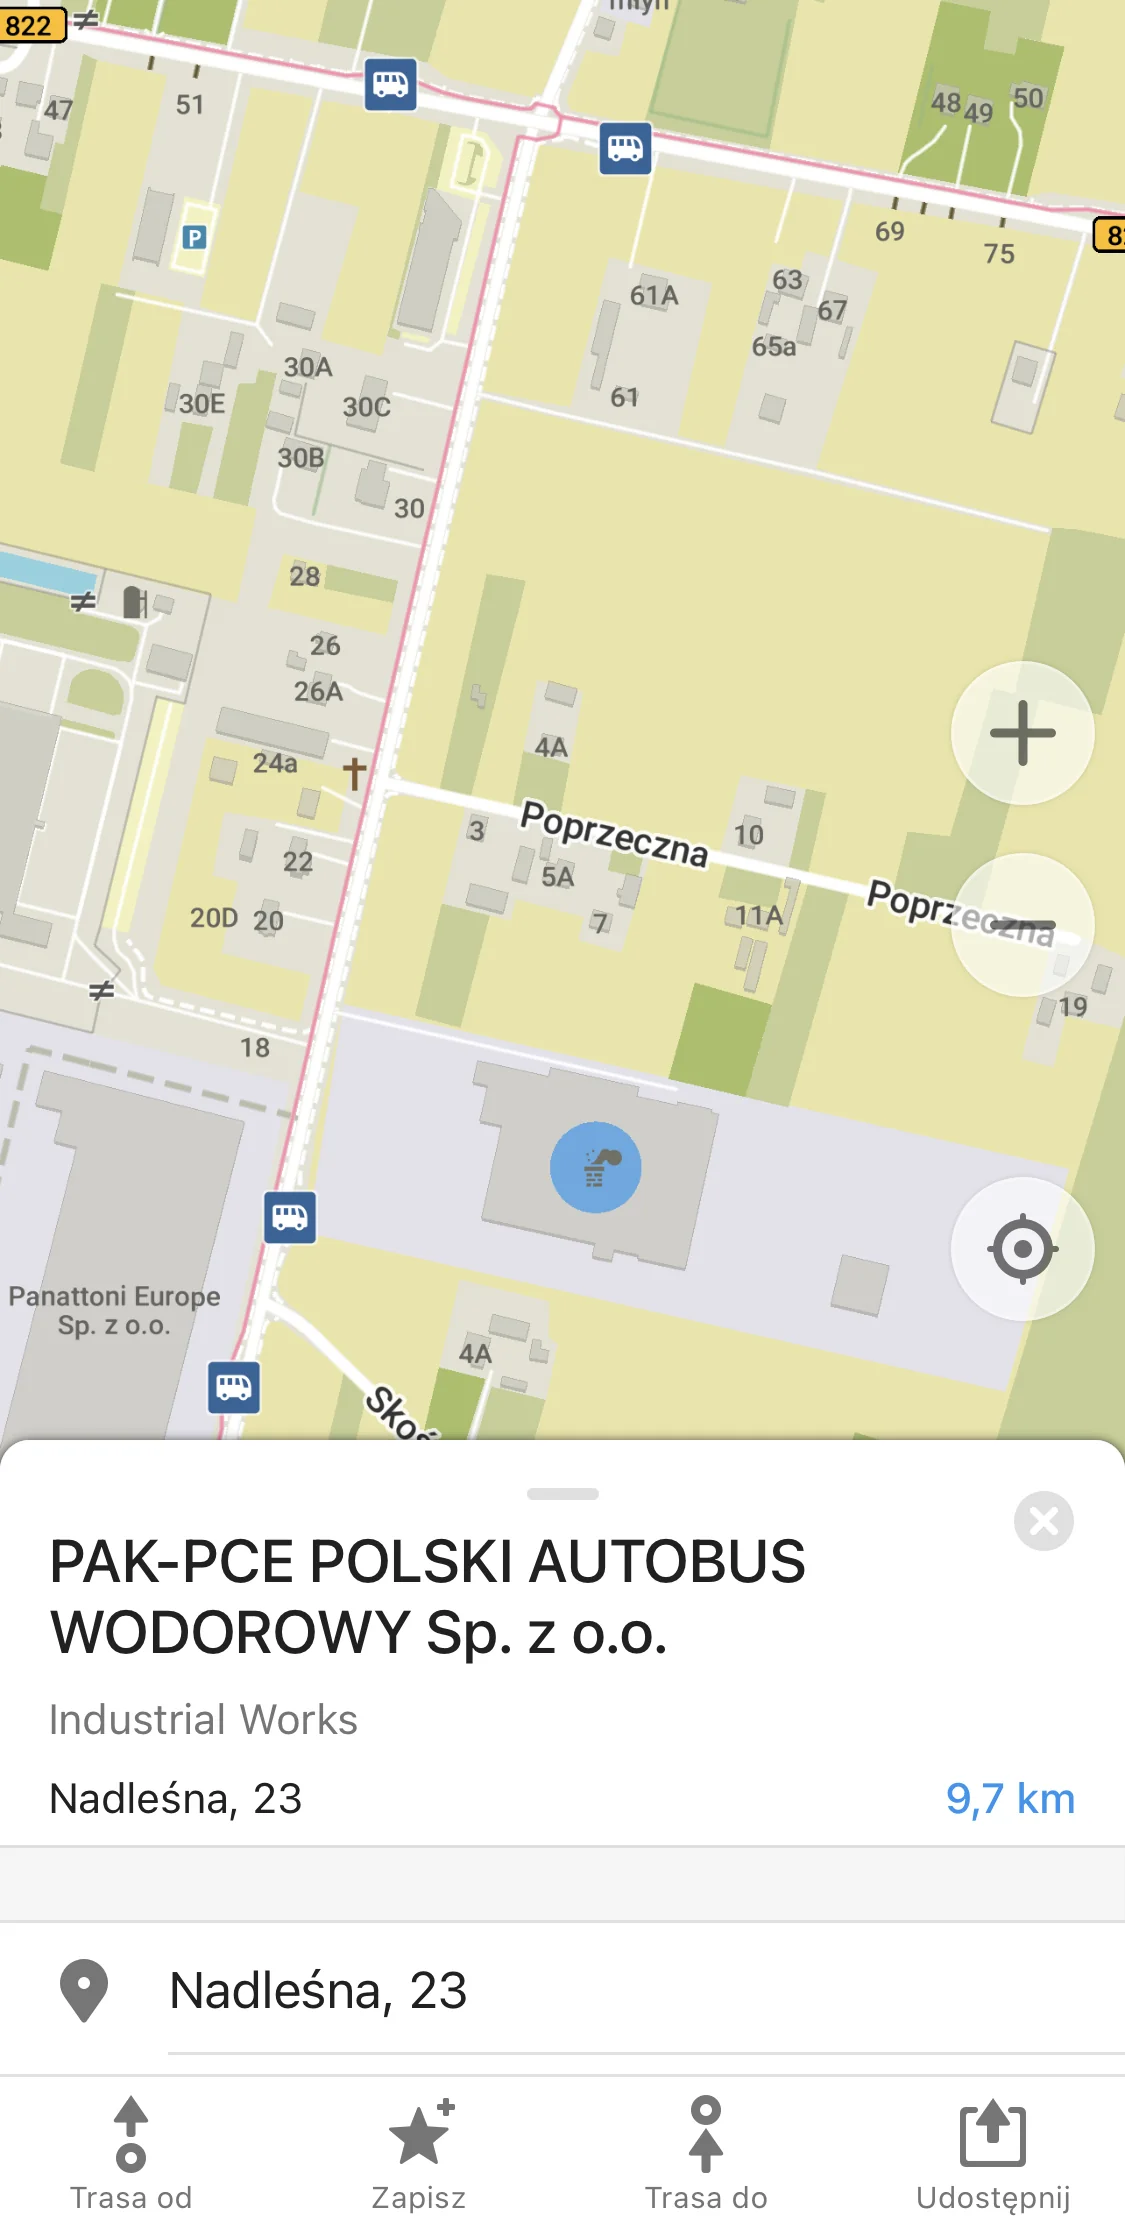 822
47
51
48
49
50
69
75
P
61A
63
67
65a
61
30A
30E
30C
30B
30
28
26
26A
24a
4A
Poprzeczna
3
10
22
5A
Poprzeczna
20D
20
7
11A
19
18
Panattoni Europe
Sp. z o.o.
4A
PAK-PCE POLSKI AUTOBUS
WODOROWY Sp. z o.o.
Industrial Works
Nadleśna, 23
9,7 km
Nadleśna, 23
Trasa od
Zapisz
Trasa do
Udostępnij